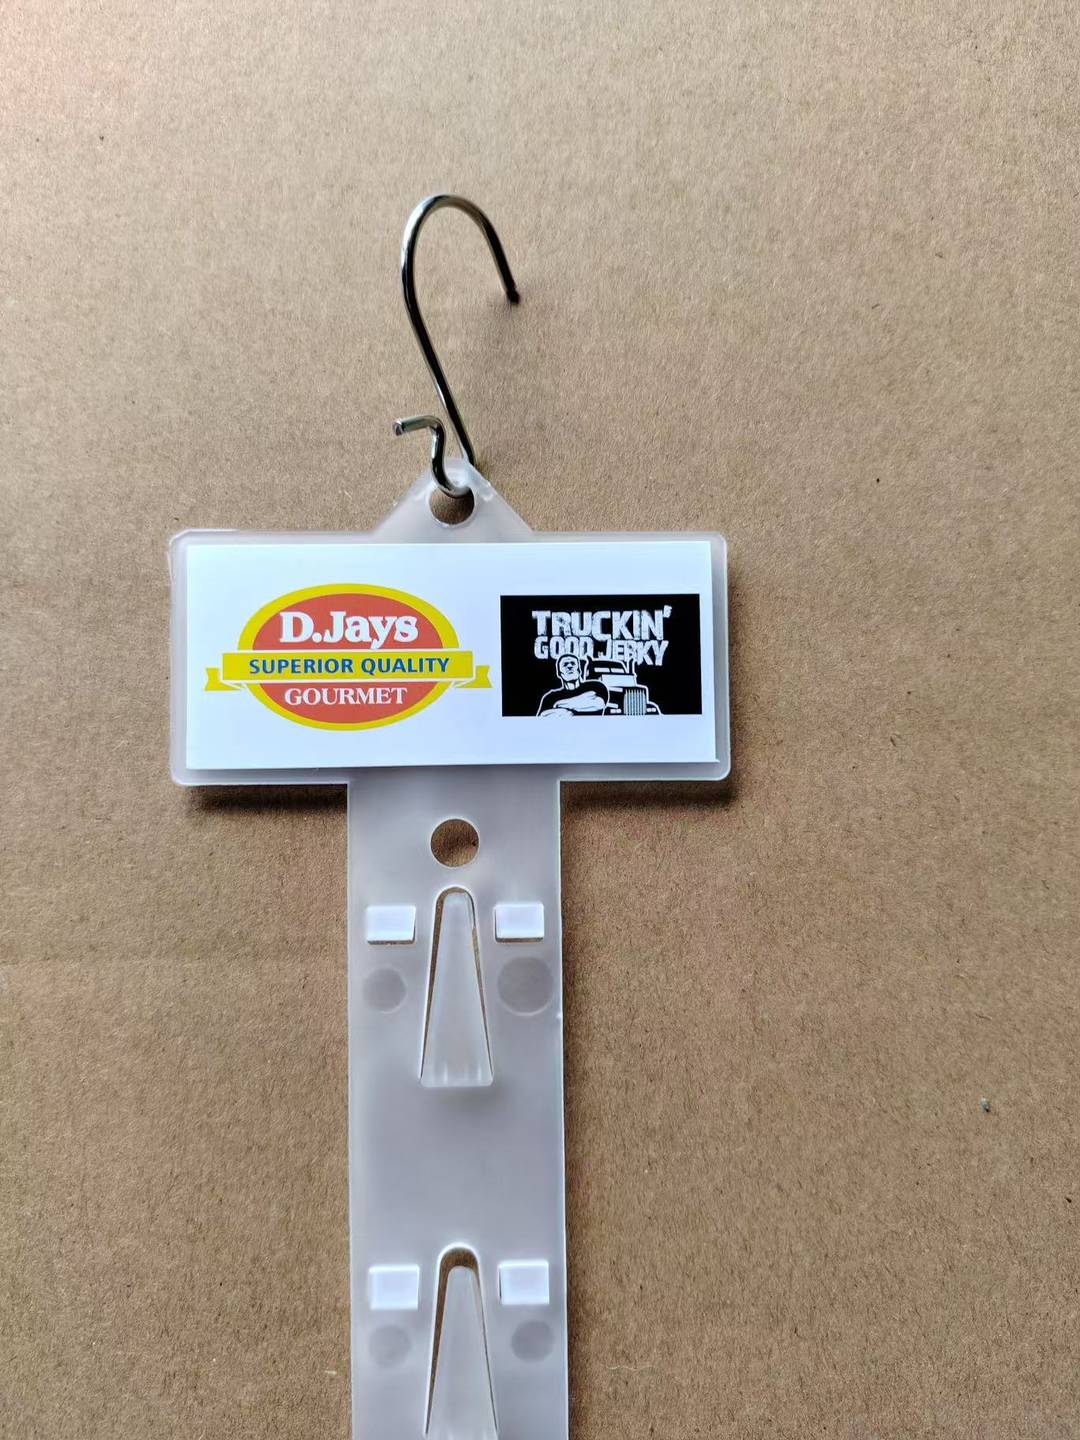 D.Jays
SUPERIOR QUALITY
GOURMET
TRUCKIN'
GOOD JERKY